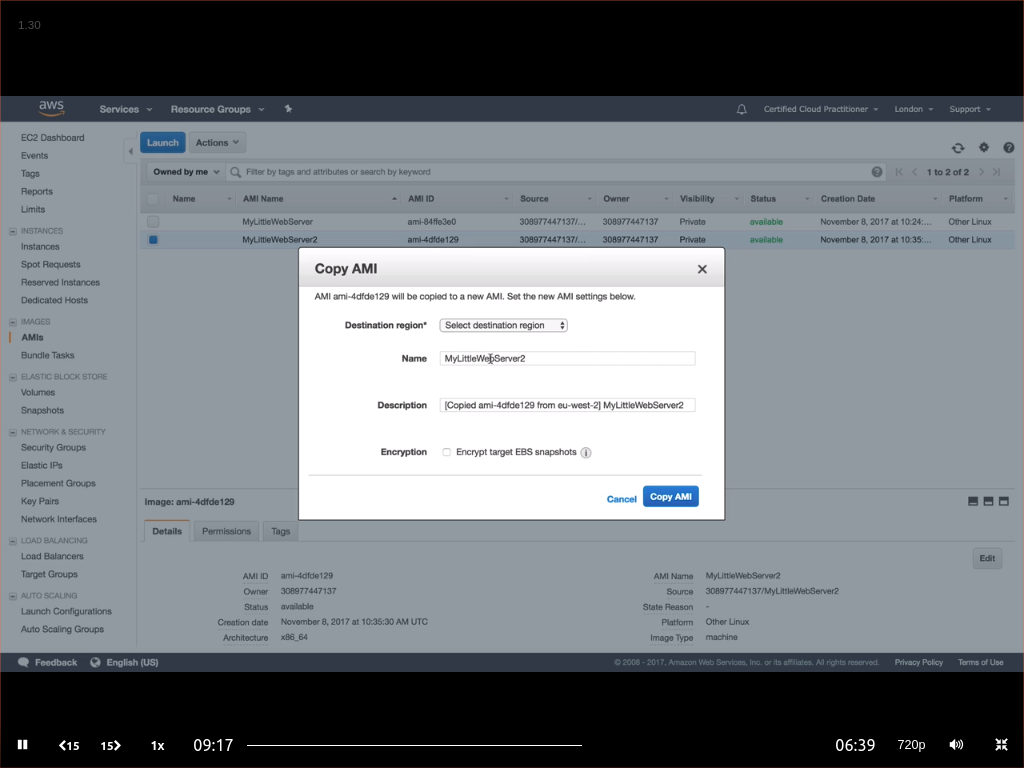 1.30
aws Services Resource Groups Certified Cloud Practitioner London Support
EC2 Dashboard
Events
Tags
Reports
Limits
INSTANCES
Instances
Spot Requests
Reserved Instances
Dedicated Hosts
IMAGES
AMIs
Bundle Tasks
ELASTIC BLOCK STORE
Volumes
Snapshots
NETWORK & SECURITY
Security Groups
Elastic IPs
Placement Groups
Key Pairs
Network Interfaces
LOAD BALANCING
Load Balancers
Target Groups
AUTO SCALING
Launch Configurations
Auto Scaling Groups
Launch Actions
Owned by me Filter by tags and attributes or search by keyword 1 to 2 of 2
Name AMI Name AMI ID Source Owner Visibility Status Creation Date Platform
MyLittleWebServer ami-84ffe3e0 308977447137/... 308977447137 Private available November 8, 2017 at 10:24:... Other Linux
MyLittleWebServer2 ami-4dfde129 308977447137/... 308977447137 Private available November 8, 2017 at 10:35:... Other Linux
Copy AMI
AMI ami-4dfde129 will be copied to a new AMI. Set the new AMI settings below.
Destination region* Select destination region
Name MyLittleWebServer2
Description [Copied ami-4dfde129 from eu-west-2] MyLittleWebServer2
Encryption Encrypt target EBS snapshots
Cancel Copy AMI
Image: ami-4dfde129
Details Permissions Tags
Edit
AMI ID ami-4dfde129 AMI Name MyLittleWebServer2
Owner 308977447137 Source 308977447137/MyLittleWebServer2
Status available State Reason -
Creation date November 8, 2017 at 10:35:30 AM UTC Platform Other Linux
Architecture x86_64 Image Type machine
Feedback English (US) © 2008 - 2017, Amazon Web Services, Inc. or its affiliates. All rights reserved. Privacy Policy Terms of Use
15 15 1x 09:17 06:39 720p